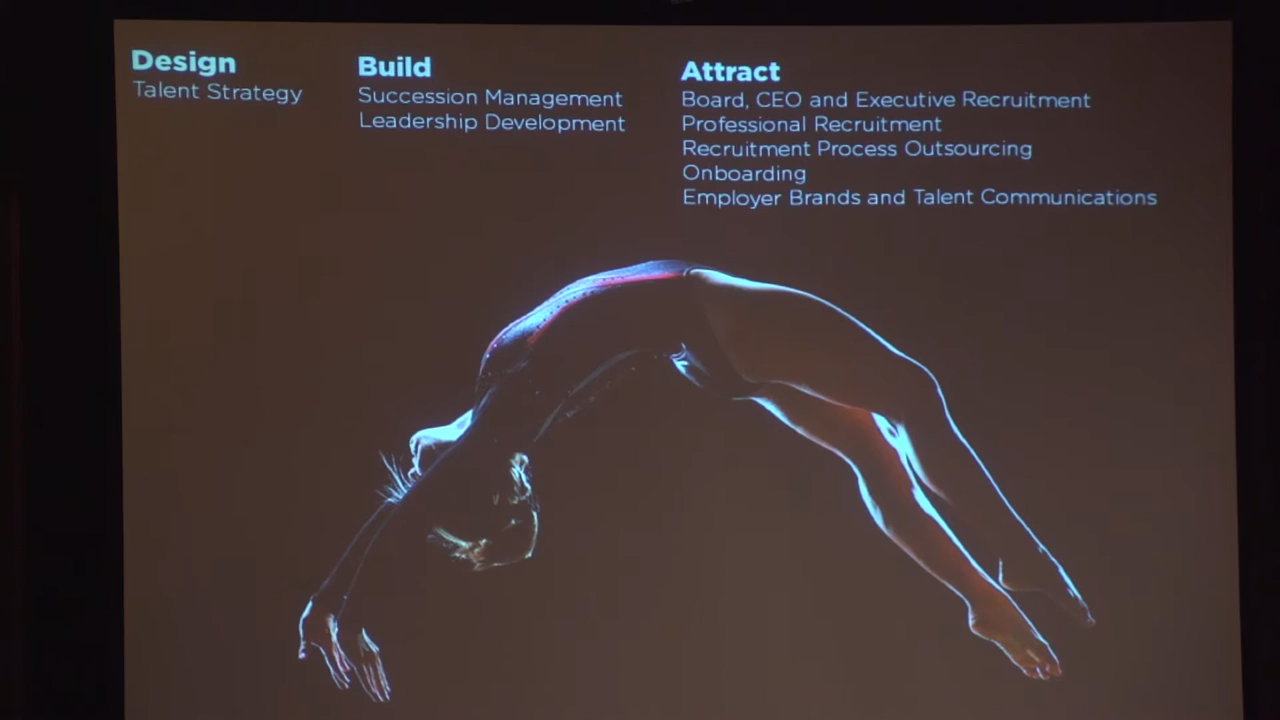 Design
Talent Strategy
Build
Succession Management
Leadership Development
Attract
Board, CEO and Executive Recruitment
Professional Recruitment
Recruitment Process Outsourcing
Onboarding
Employer Brands and Talent Communications